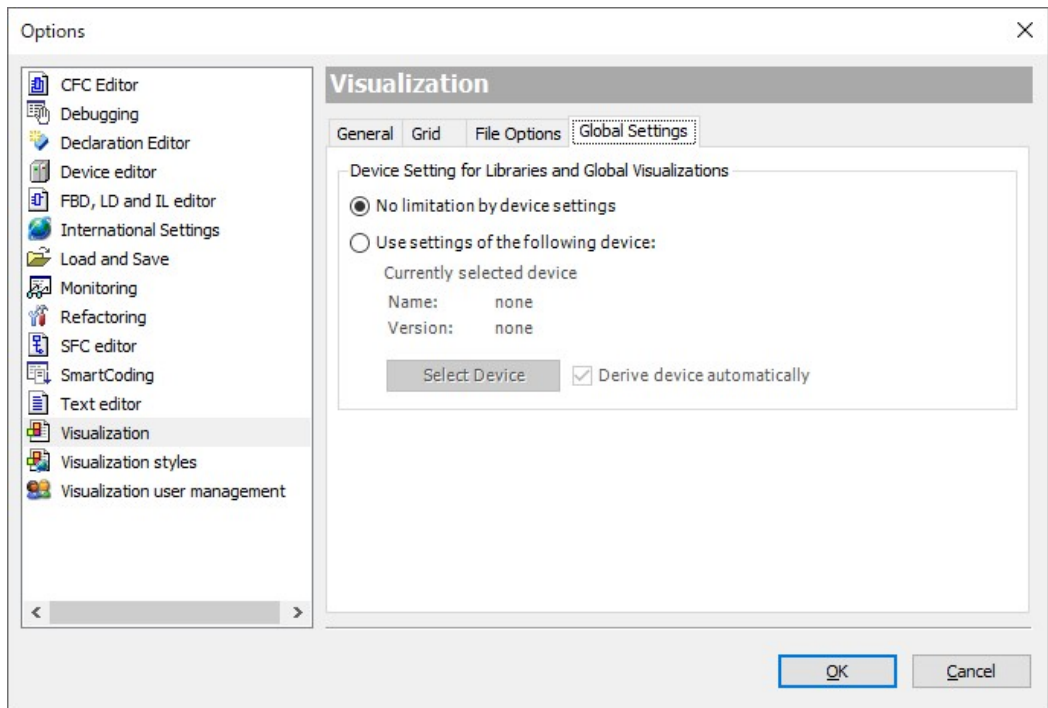 Options
CFC Editor
Debugging
Declaration Editor
Device editor
FBD, LD and IL editor
International Settings
Load and Save
Monitoring
Refactoring
SFC editor
SmartCoding
Text editor
Visualization
Visualization styles
Visualization user management
Visualization
General Grid File Options Global Settings
Device Setting for Libraries and Global Visualizations
No limitation by device settings
Use settings of the following device:
Currently selected device
Name: none
Version: none
Select Device Derive device automatically
OK Cancel